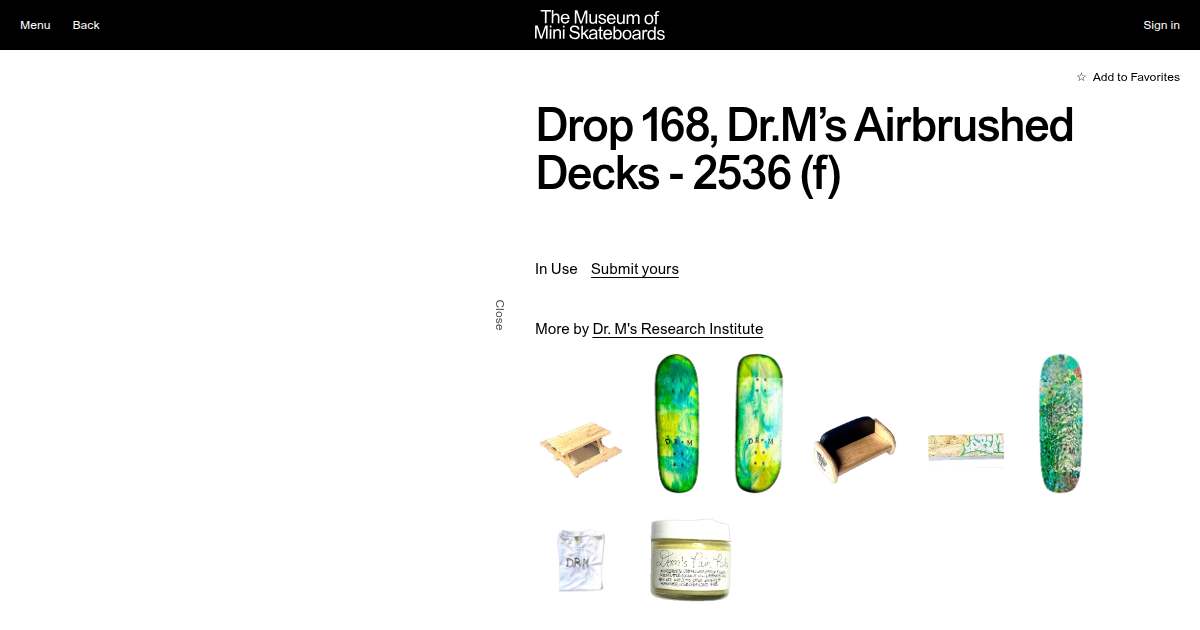 Menu
Back
The Museum of
Mini Skateboards
Sign in
☆ Add to Favorites
Drop 168, Dr.M’s Airbrushed
Decks - 2536 (f)
In Use
Submit yours
Close
More by Dr. M's Research Institute
DR•M
DR•M
DRM